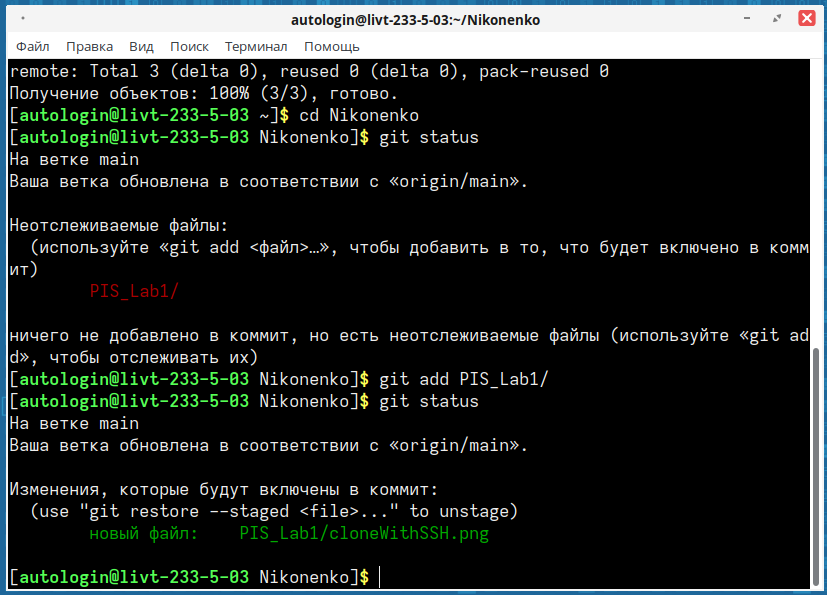 autologin@livt-233-5-03:~/Nikonenko
Файл Правка Вид Поиск Терминал Помощь
remote: Total 3 (delta 0), reused 0 (delta 0), pack-reused 0
Получение объектов: 100% (3/3), готово.
[autologin@livt-233-5-03 ~]$ cd Nikonenko
[autologin@livt-233-5-03 Nikonenko]$ git status
На ветке main
Ваша ветка обновлена в соответствии с «origin/main».
Неотслеживаемые файлы:
(используйте «git add <файл>…», чтобы добавить в то, что будет включено в комм
ит)
PIS_Lab1/
ничего не добавлено в коммит, но есть неотслеживаемые файлы (используйте «git ad
d», чтобы отслеживать их)
[autologin@livt-233-5-03 Nikonenko]$ git add PIS_Lab1/
[autologin@livt-233-5-03 Nikonenko]$ git status
На ветке main
Ваша ветка обновлена в соответствии с «origin/main».
Изменения, которые будут включены в коммит:
(use "git restore --staged <file>..." to unstage)
новый файл: PIS_Lab1/cloneWithSSH.png
[autologin@livt-233-5-03 Nikonenko]$